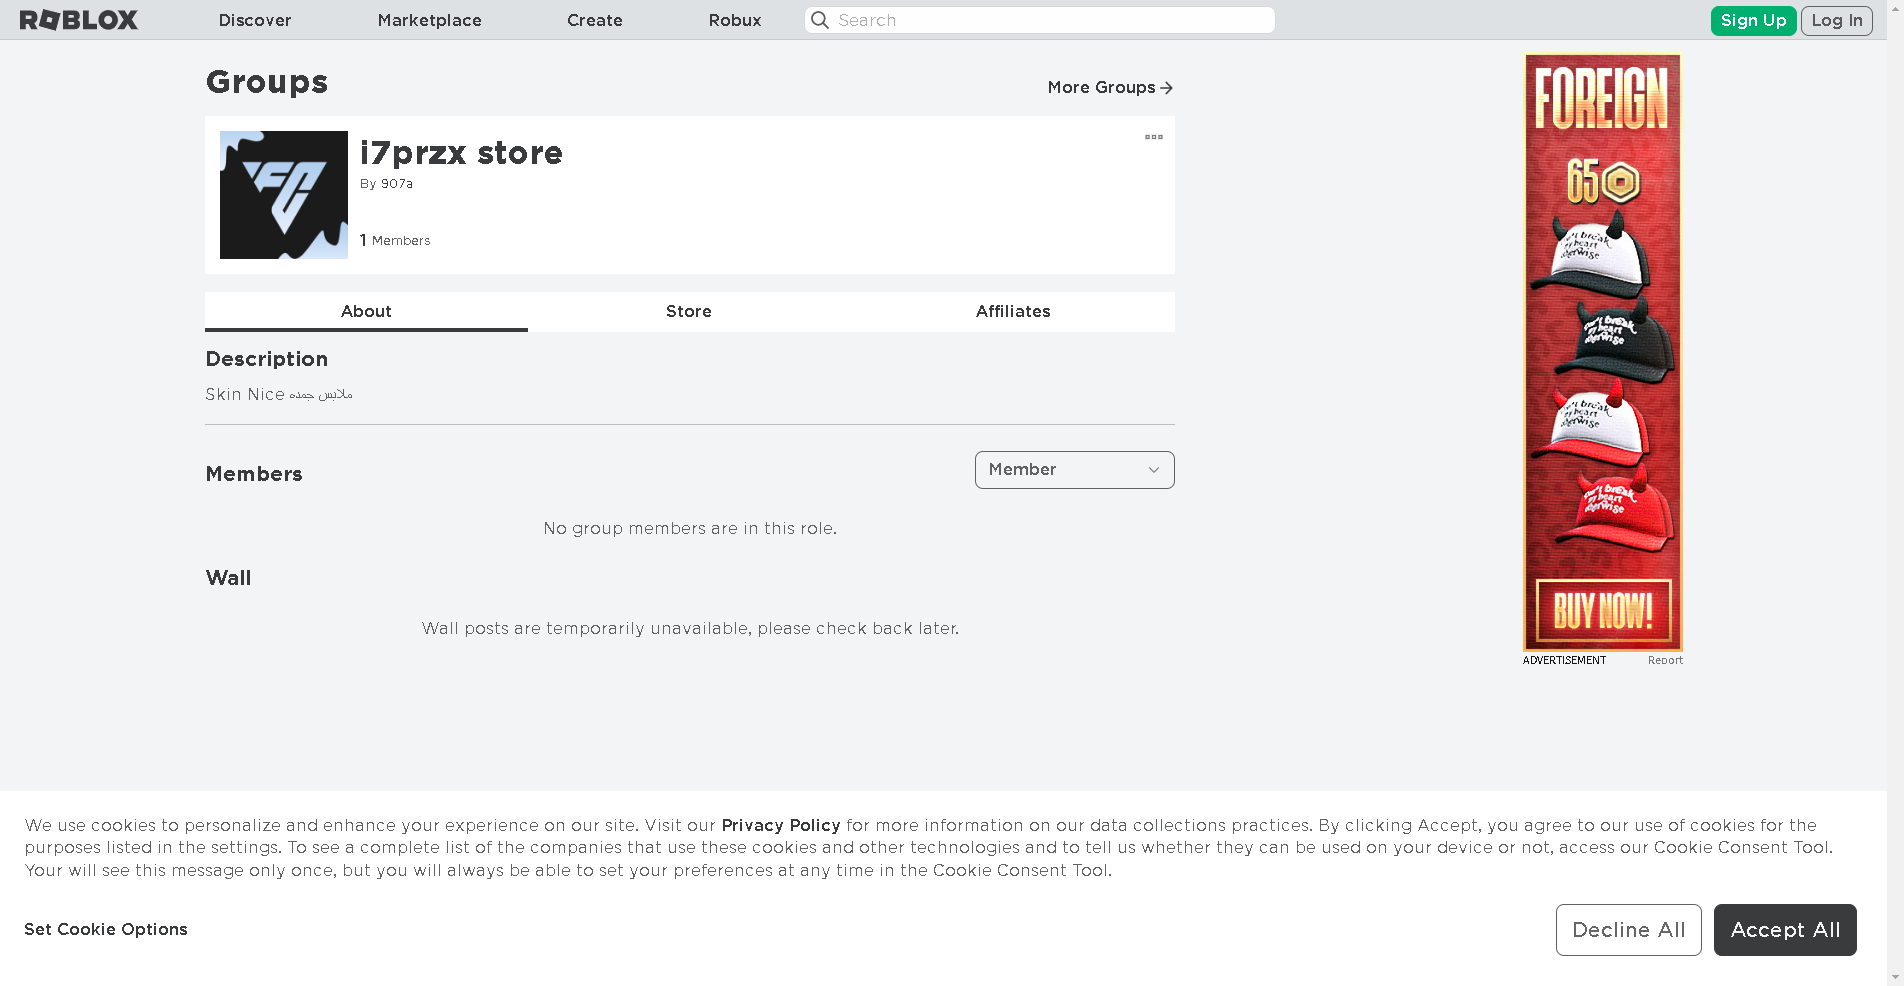 ROBLOX
Discover
Marketplace
Create
Robux
Search
Sign Up
Log In
Groups
More Groups
i7przx store
By 907a
1 Members
About
Store
Affiliates
Description
Skin Nice ملابس جمده
Members
Member
No group members are in this role.
Wall
Wall posts are temporarily unavailable, please check back later.
FOREIGN
65
BUY NOW!
ADVERTISEMENT
Report
We use cookies to personalize and enhance your experience on our site. Visit our Privacy Policy for more information on our data collections practices. By clicking Accept, you agree to our use of cookies for the
purposes listed in the settings. To see a complete list of the companies that use these cookies and other technologies and to tell us whether they can be used on your device or not, access our Cookie Consent Tool.
Your will see this message only once, but you will always be able to set your preferences at any time in the Cookie Consent Tool.
Set Cookie Options
Decline All
Accept All